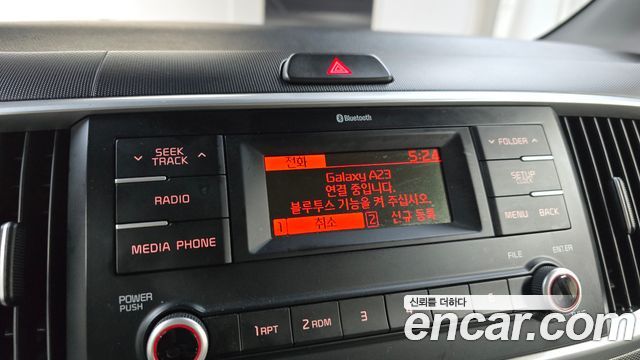 Bluetooth
SEEK
TRACK
RADIO
MEDIA PHONE
전화 5:24
Galaxy A23
연결 중입니다.
블루투스 기능을 켜 주십시오.
1 취소 2 신규 등록
FOLDER
SETUP
CLOCK
MENU BACK
POWER
PUSH
FILE ENTER
1 RPT 2 RDM 3 4 6
신뢰를 더하다
encar.com